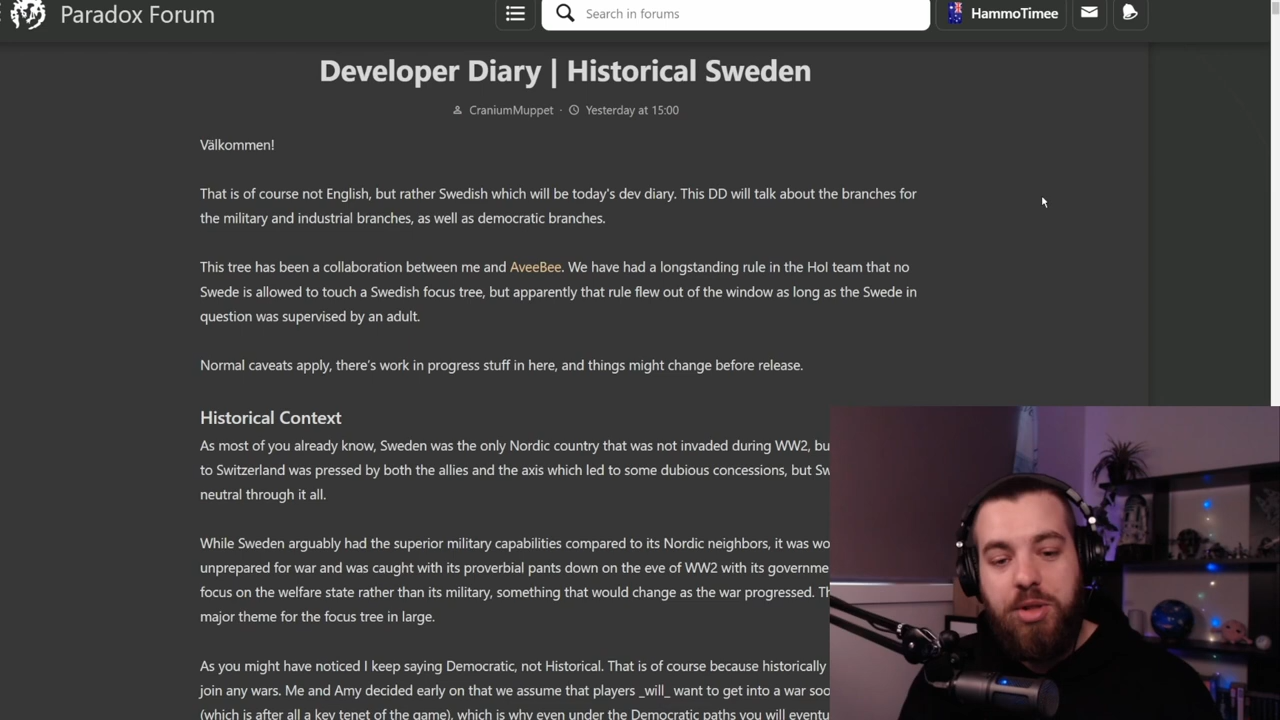 Paradox Forum
Search in forums
HammoTimee
Developer Diary | Historical Sweden
CraniumMuppet · Yesterday at 15:00
Välkommen!
That is of course not English, but rather Swedish which will be today's dev diary. This DD will talk about the branches for
the military and industrial branches, as well as democratic branches.
This tree has been a collaboration between me and AveeBee. We have had a longstanding rule in the HoI team that no
Swede is allowed to touch a Swedish focus tree, but apparently that rule flew out of the window as long as the Swede in
question was supervised by an adult.
Normal caveats apply, there's work in progress stuff in here, and things might change before release.
Historical Context
As most of you already know, Sweden was the only Nordic country that was not invaded during WW2, bu
to Switzerland was pressed by both the allies and the axis which led to some dubious concessions, but Sw
neutral through it all.
While Sweden arguably had the superior military capabilities compared to its Nordic neighbors, it was wo
unprepared for war and was caught with its proverbial pants down on the eve of WW2 with its governme
focus on the welfare state rather than its military, something that would change as the war progressed. Th
major theme for the focus tree in large.
As you might have noticed I keep saying Democratic, not Historical. That is of course because historically
join any wars. Me and Amy decided early on that we assume that players _will_ want to get into a war soo
(which is after all a key tenet of the game), which is why even under the Democratic paths you will eventu